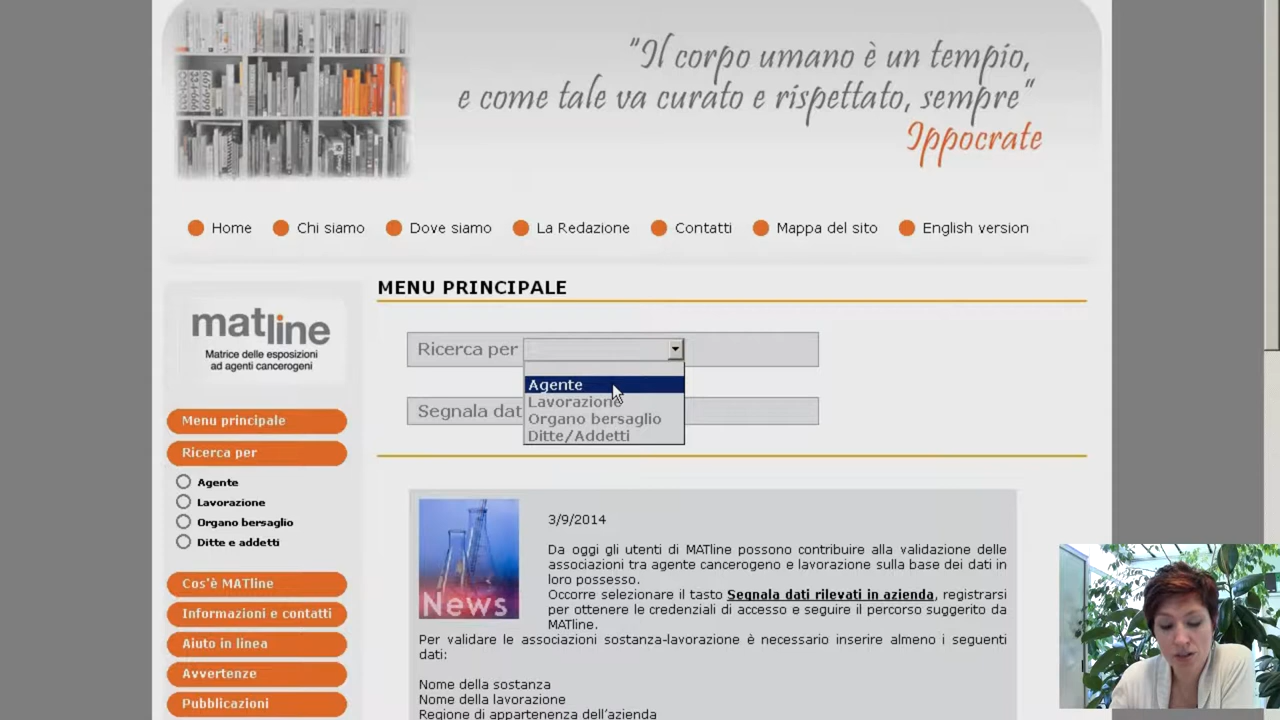 "Il corpo umano è un tempio,
e come tale va curato e rispettato, sempre"
Ippocrate
Home Chi siamo Dove siamo La Redazione Contatti Mappa del sito English version
matline
Matrice delle esposizioni
ad agenti cancerogeni
Menu principale
Ricerca per
Agente
Lavorazione
Organo bersaglio
Ditte e addetti
Cos'è MATline
Informazioni e contatti
Aiuto in linea
Avvertenze
Pubblicazioni
MENU PRINCIPALE
Ricerca per
Agente
Lavorazione
Organo bersaglio
Ditte/Addetti
Segnala dat
News
3/9/2014
Da oggi gli utenti di MATline possono contribuire alla validazione delle
associazioni tra agente cancerogeno e lavorazione sulla base dei dati in
loro possesso.
Occorre selezionare il tasto Segnala dati rilevati in azienda, registrarsi
per ottenere le credenziali di accesso e seguire il percorso suggerito da
MATline.
Per validare le associazioni sostanza-lavorazione è necessario inserire almeno i seguenti
dati:
Nome della sostanza
Nome della lavorazione
Regione di appartenenza dell'azienda